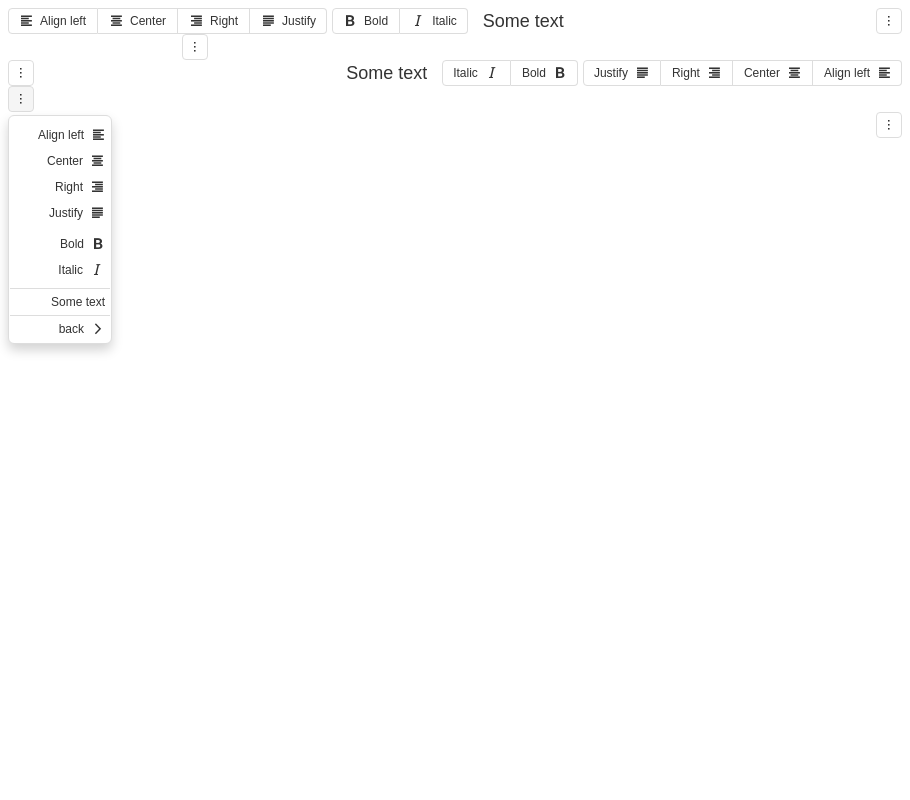 Align left Center Right Justify Bold Italic Some text
Some text Italic Bold Justify Right Center Align left
Align left
Center
Right
Justify
Bold
Italic
Some text
back